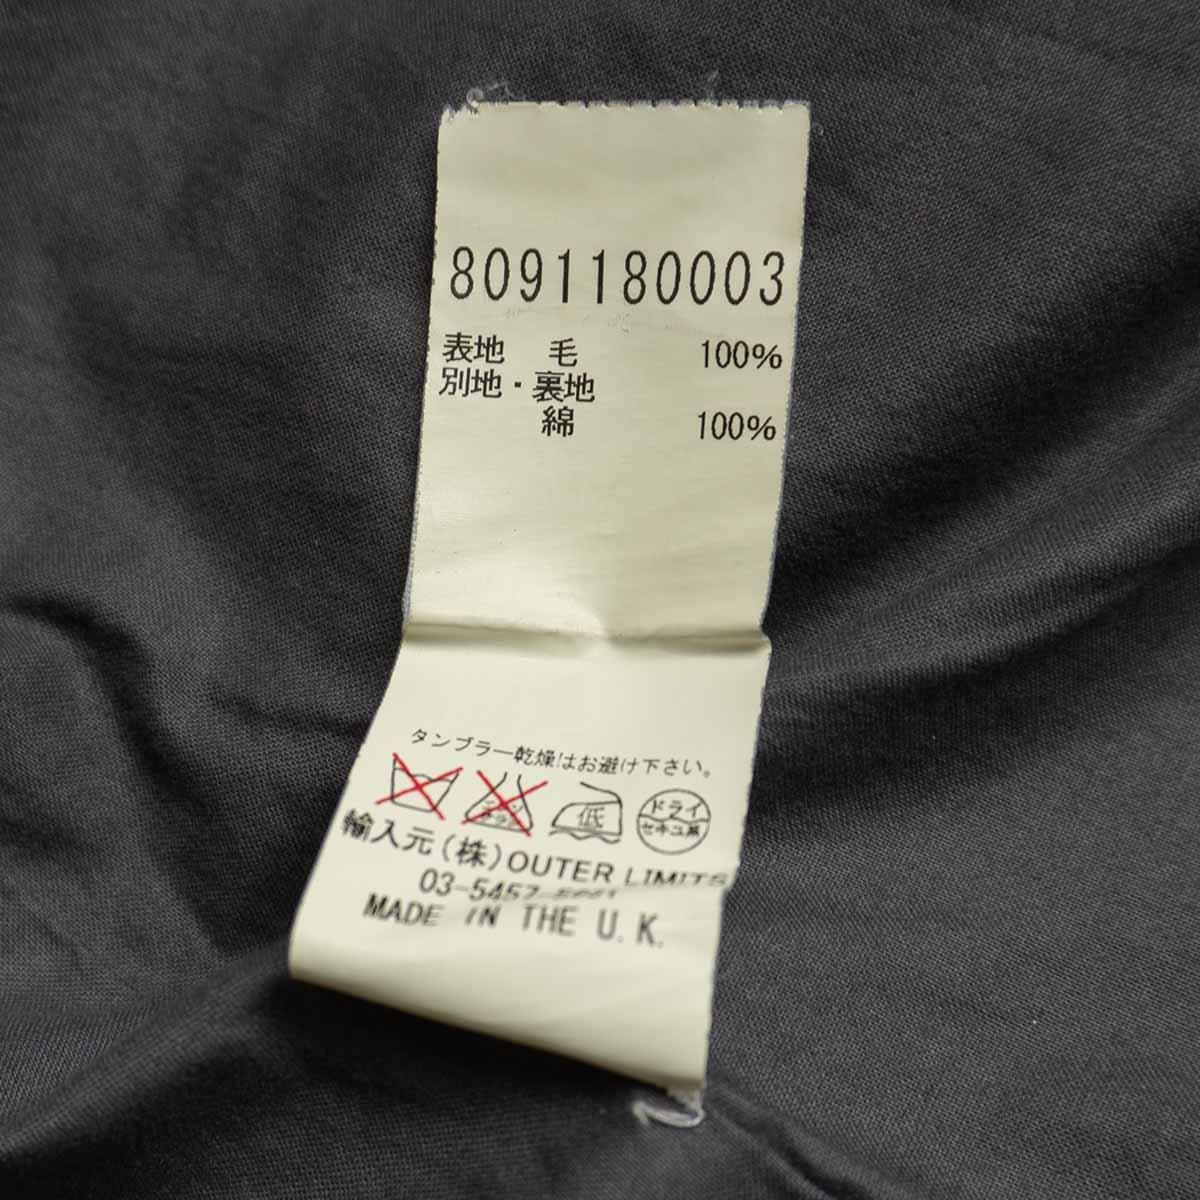 8091180003
表地 毛 100%
別地・裏地
綿 100%
タンブラー乾燥はお避け下さい。
低
ドライ
セキユ系
輸入元(株)OUTER LIMITS
03-5457-
MADE IN THE U.K.